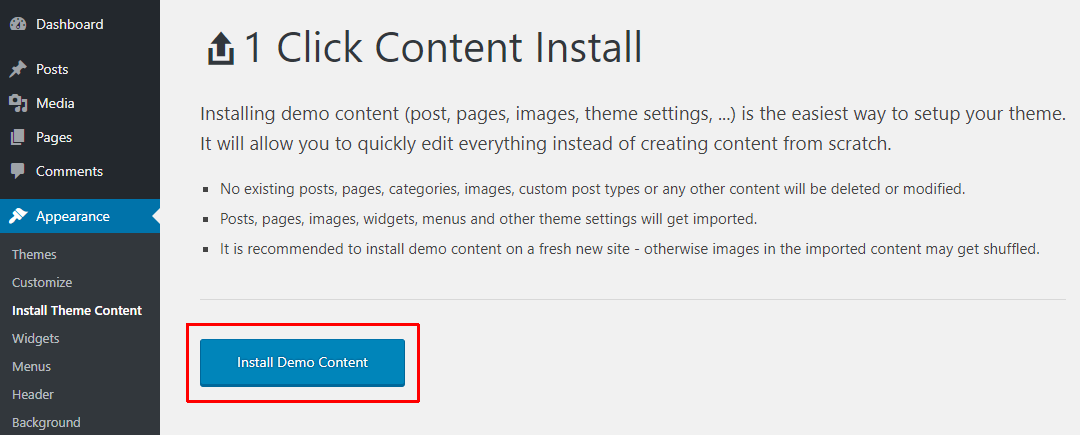 Dashboard
Posts
Media
Pages
Comments
Appearance
Themes
Customize
Install Theme Content
Widgets
Menus
Header
Background
1 Click Content Install
Installing demo content (post, pages, images, theme settings, ...) is the easiest way to setup your theme.
It will allow you to quickly edit everything instead of creating content from scratch.
No existing posts, pages, categories, images, custom post types or any other content will be deleted or modified.
Posts, pages, images, widgets, menus and other theme settings will get imported.
It is recommended to install demo content on a fresh new site - otherwise images in the imported content may get shuffled.
Install Demo Content